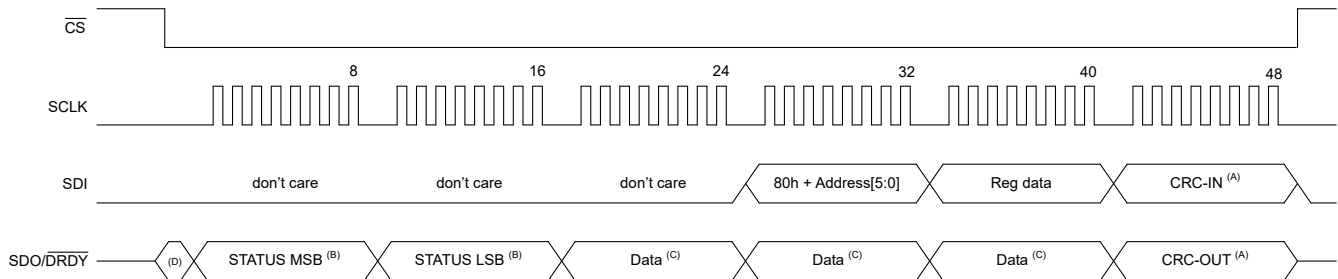 CS
8 16 24 32 40 48
SCLK
SDI don't care don't care don't care 80h + Address[5:0] Reg data CRC-IN (A)
SDO/DRDY (D) STATUS MSB (B) STATUS LSB (B) Data (C) Data (C) Data (C) CRC-OUT (A)